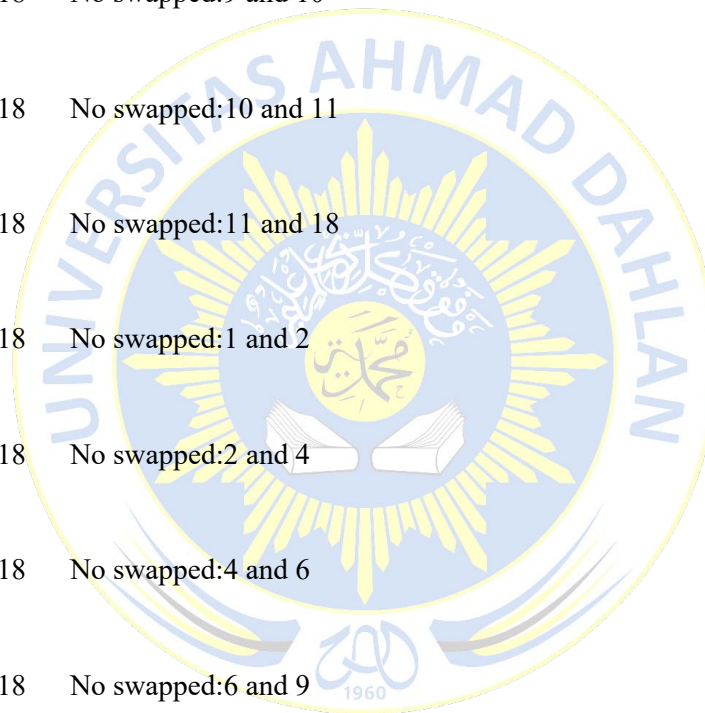 18 No swapped:9 and 10
UNIVERSITAS AHMAD DAHLAN
18 No swapped:10 and 11
18 No swapped:11 and 18
18 No swapped:1 and 2
18 No swapped:2 and 4
18 No swapped:4 and 6
18 No swapped:6 and 9
1960